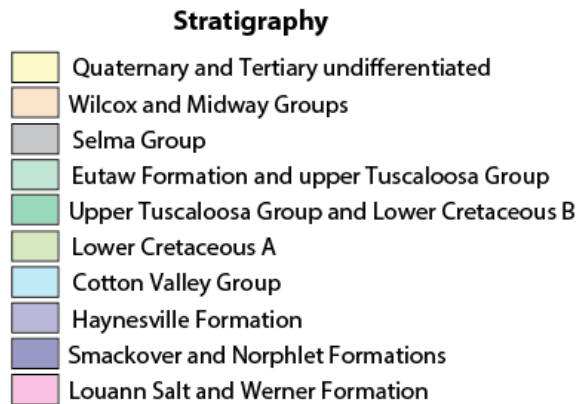 Stratigraphy
Quaternary and Tertiary undifferentiated
Wilcox and Midway Groups
Selma Group
Eutaw Formation and upper Tuscaloosa Group
Upper Tuscaloosa Group and Lower Cretaceous B
Lower Cretaceous A
Cotton Valley Group
Haynesville Formation
Smackover and Norphlet Formations
Louann Salt and Werner Formation